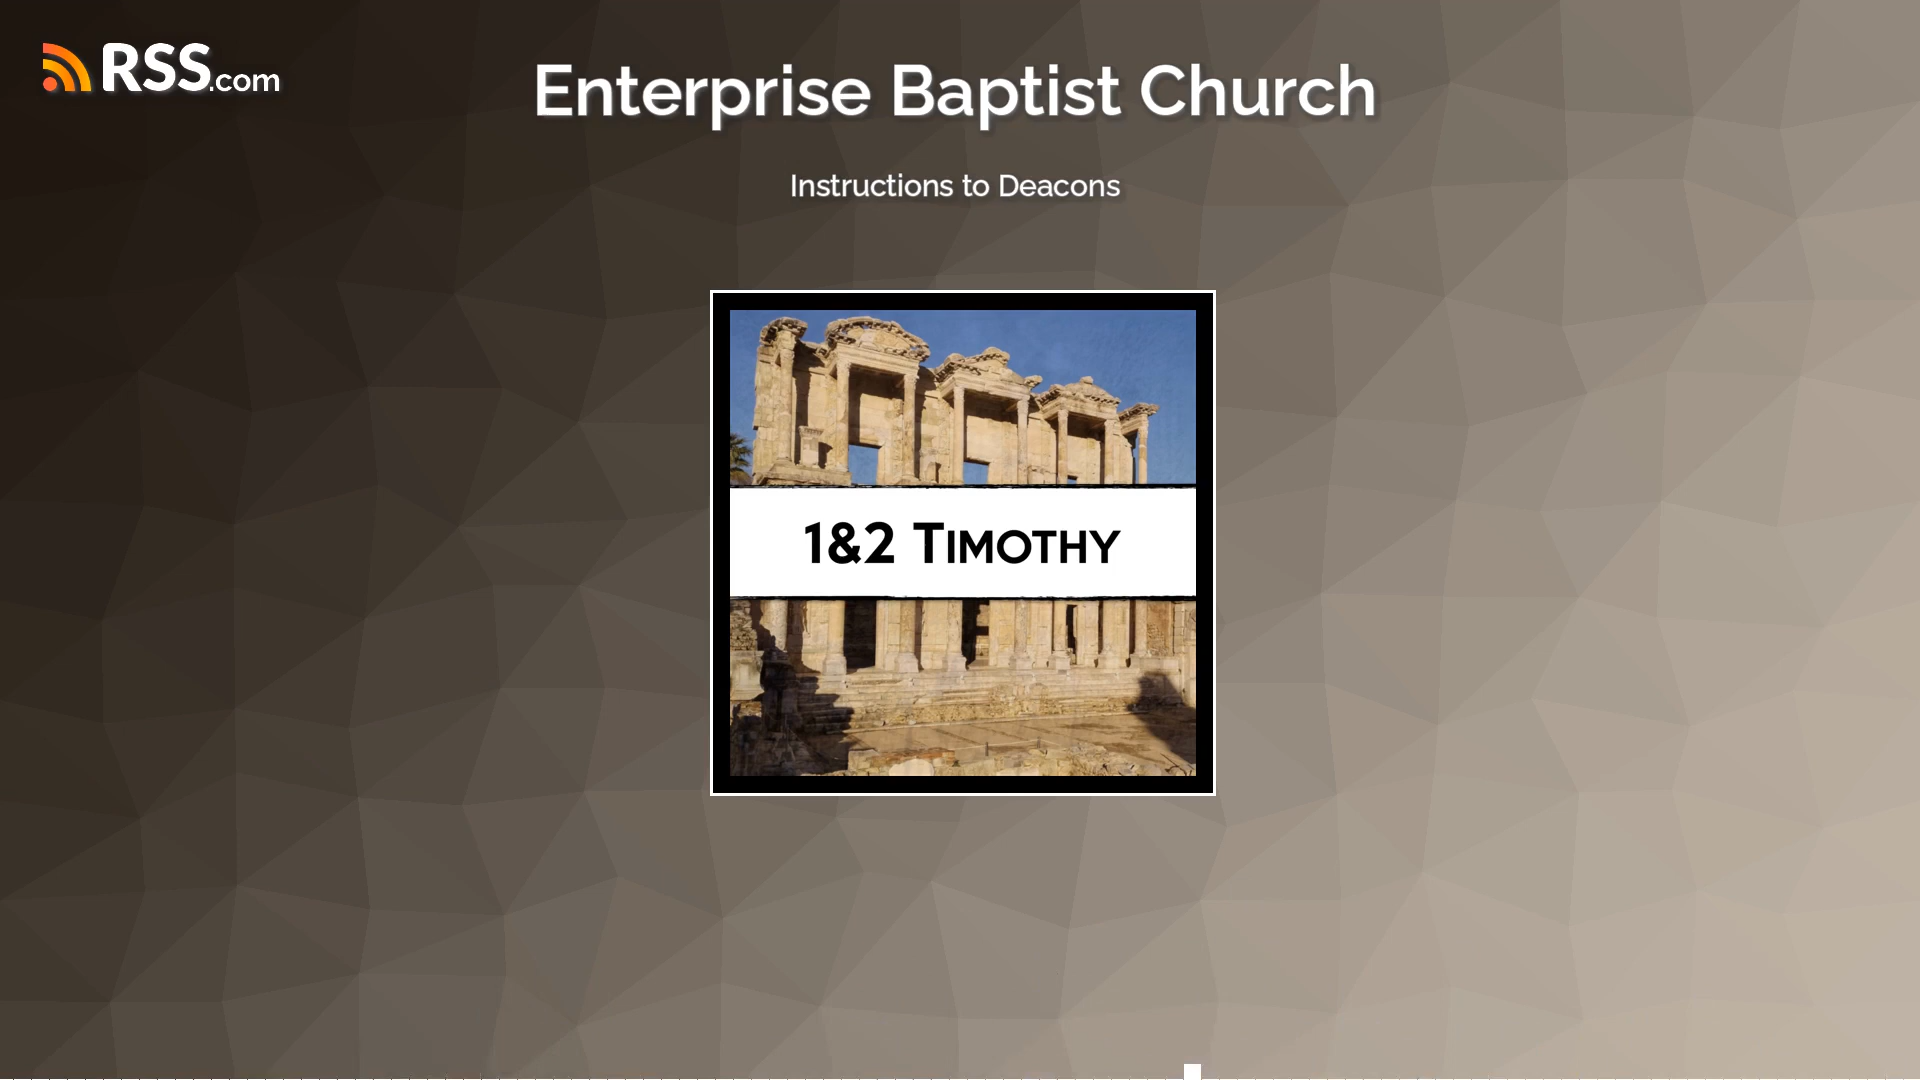 RSS.com
Enterprise Baptist Church
Instructions to Deacons
1&2 TIMOTHY